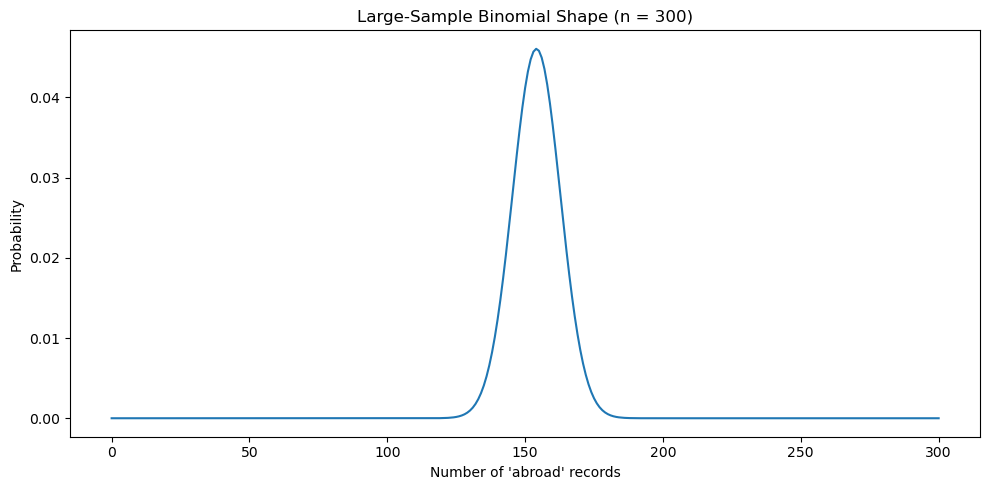 Large-Sample Binomial Shape (n = 300)
Probability
0.04
0.03
0.02
0.01
0.00
0 50 100 150 200 250 300
Number of 'abroad' records